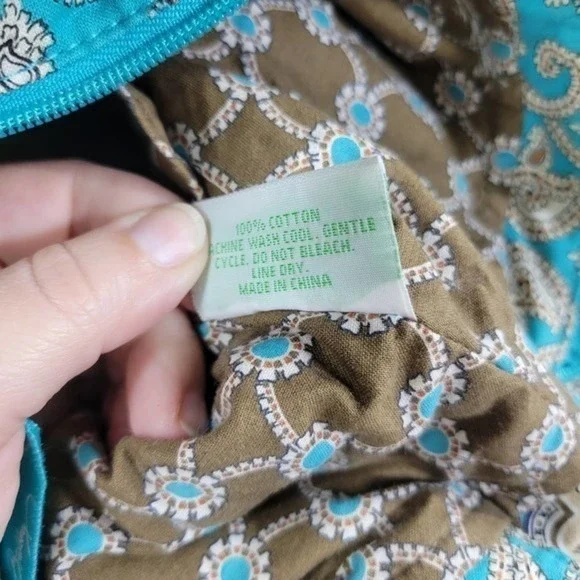 100% COTTON
ACHINE WASH COOL. GENTLE
CYCLE. DO NOT BLEACH.
LINE DRY.
MADE IN CHINA